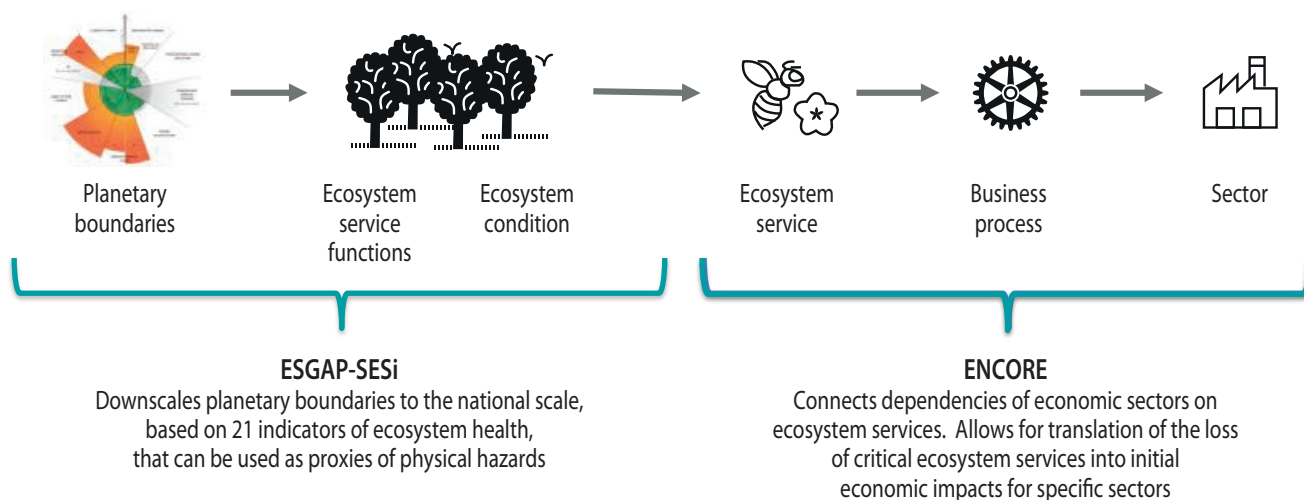 Planetary
boundaries
Ecosystem
service
functions
Ecosystem
condition
Ecosystem
service
Business
process
Sector
ESGAP-SESi
Downscales planetary boundaries to the national scale,
based on 21 indicators of ecosystem health,
that can be used as proxies of physical hazards
ENCORE
Connects dependencies of economic sectors on
ecosystem services. Allows for translation of the loss
of critical ecosystem services into initial
economic impacts for specific sectors